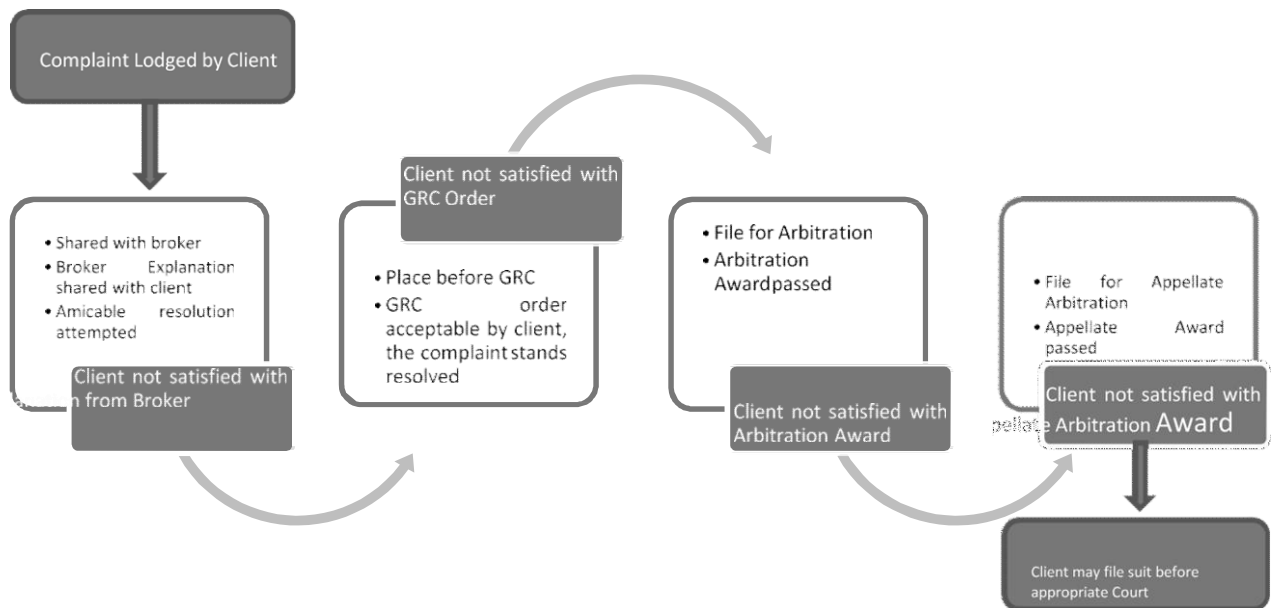 Complaint Lodged by Client
• Shared with broker
• Broker Explanation
shared with client
• Amicable resolution
attempted
Client not satisfied with
from Broker
Client not satisfied with
GRC Order
• Place before GRC
• GRC order
acceptable by client,
the complaint stands
resolved
• File for Arbitration
• Arbitration
Award passed
Client not satisfied with
Arbitration Award
• File for Appellate
Arbitration
• Appellate Award
passed
Client not satisfied with
pellate Arbitration Award
Client may file suit before
appropriate Court